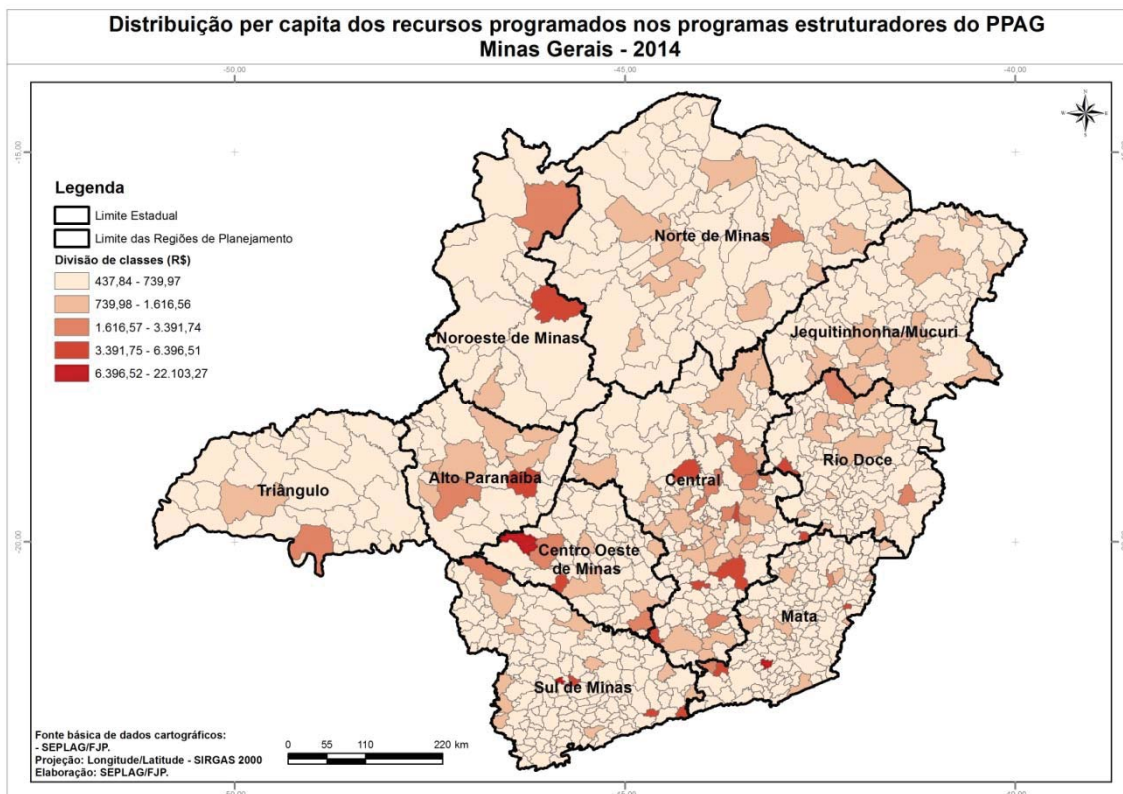 Distribuição per capita dos recursos programados nos programas estruturadores do PPAG
Minas Gerais - 2014
-50,00
-45,00
-40,00
-15,00
Legenda
Limite Estadual
Limite das Regiões de Planejamento
Divisão de classes (R$)
437,84 - 739,97
739,98 - 1.616,56
1.616,57 - 3.391,74
3.391,75 - 6.396,51
6.396,52 - 22.103,27
Norte de Minas
Noroeste de Minas
Jequitinhonha/Mucuri
Triângulo
Alto Paranaíba
Central
Rio Doce
Centro Oeste
de Minas
Mata
Sul de Minas
-20,00
Fonte básica de dados cartográficos:
- SEPLAG/FJP.
Projeção: Longitude/Latitude - SIRGAS 2000
Elaboração: SEPLAG/FJP.
0 55 110 220 km
-45,00
-40,00